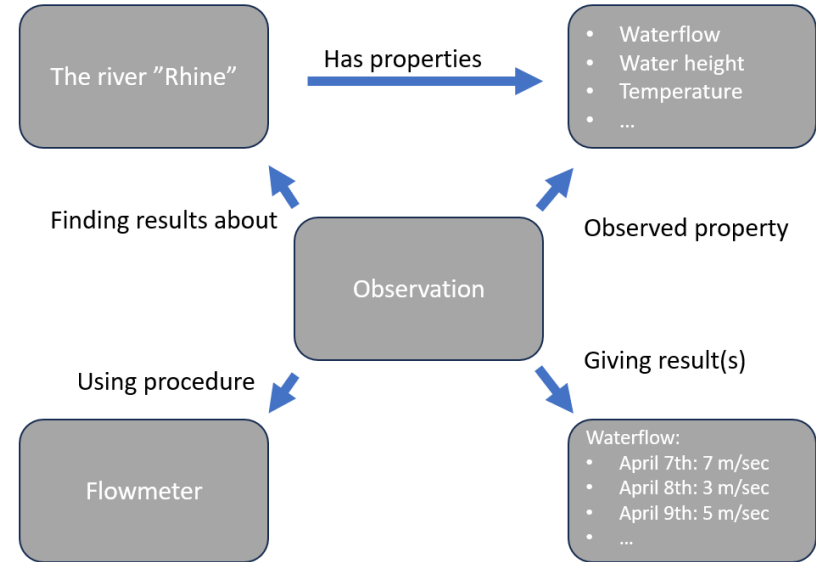 The river ”Rhine”
Has properties
• Waterflow
• Water height
• Temperature
• ...
Finding results about
Observed property
Observation
Using procedure
Giving result(s)
Flowmeter
Waterflow:
• April 7th: 7 m/sec
• April 8th: 3 m/sec
• April 9th: 5 m/sec
• ...